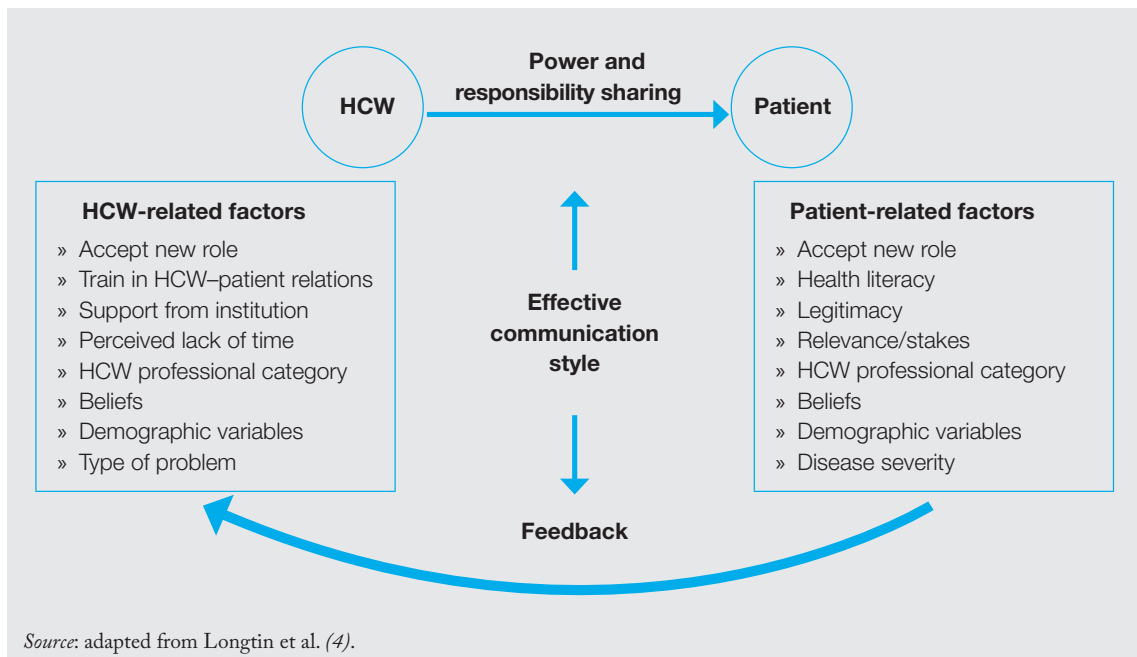 HCW
Power and
responsibility sharing
Patient
HCW-related factors
» Accept new role
» Train in HCW–patient relations
» Support from institution
» Perceived lack of time
» HCW professional category
» Beliefs
» Demographic variables
» Type of problem
Effective
communication
style
Patient-related factors
» Accept new role
» Health literacy
» Legitimacy
» Relevance/stakes
» HCW professional category
» Beliefs
» Demographic variables
» Disease severity
Feedback
Source: adapted from Longtin et al. (4).